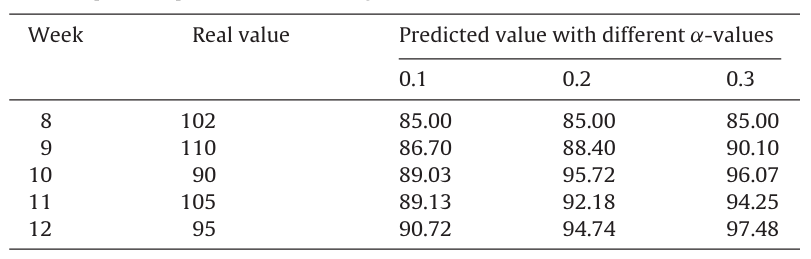 Week Real value Predicted value with different α-values
0.1 0.2 0.3
8 102 85.00 85.00 85.00
9 110 86.70 88.40 90.10
10 90 89.03 95.72 96.07
11 105 89.13 92.18 94.25
12 95 90.72 94.74 97.48